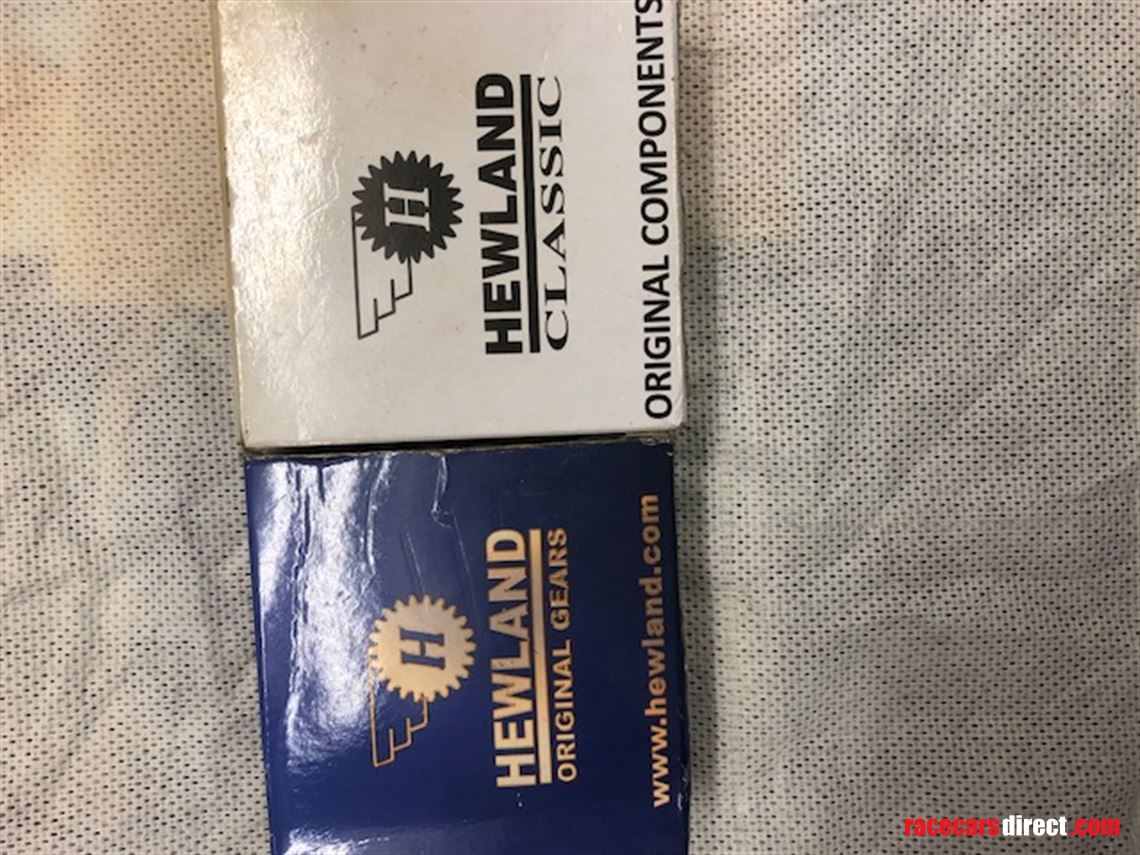 H
HEWLAND
CLASSIC
ORIGINAL COMPONENTS
H
HEWLAND
ORIGINAL GEARS
www.hewland.com
racecarsdirect.com